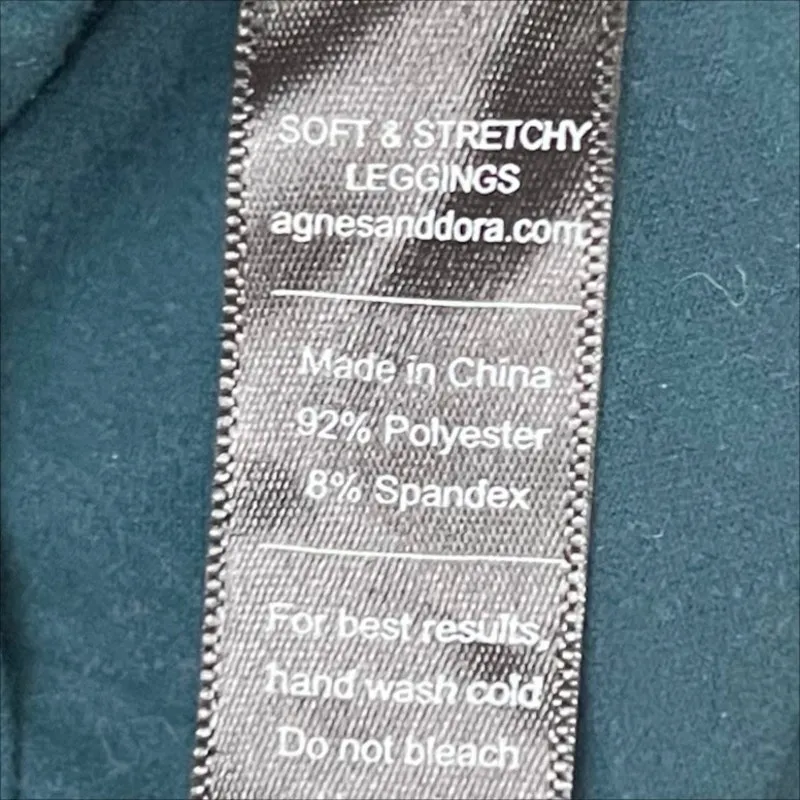 SOFT & STRETCHY
LEGGINGS
agnesanddora.com
Made in China
92% Polyester
8% Spandex
For best results,
hand wash cold
Do not bleach